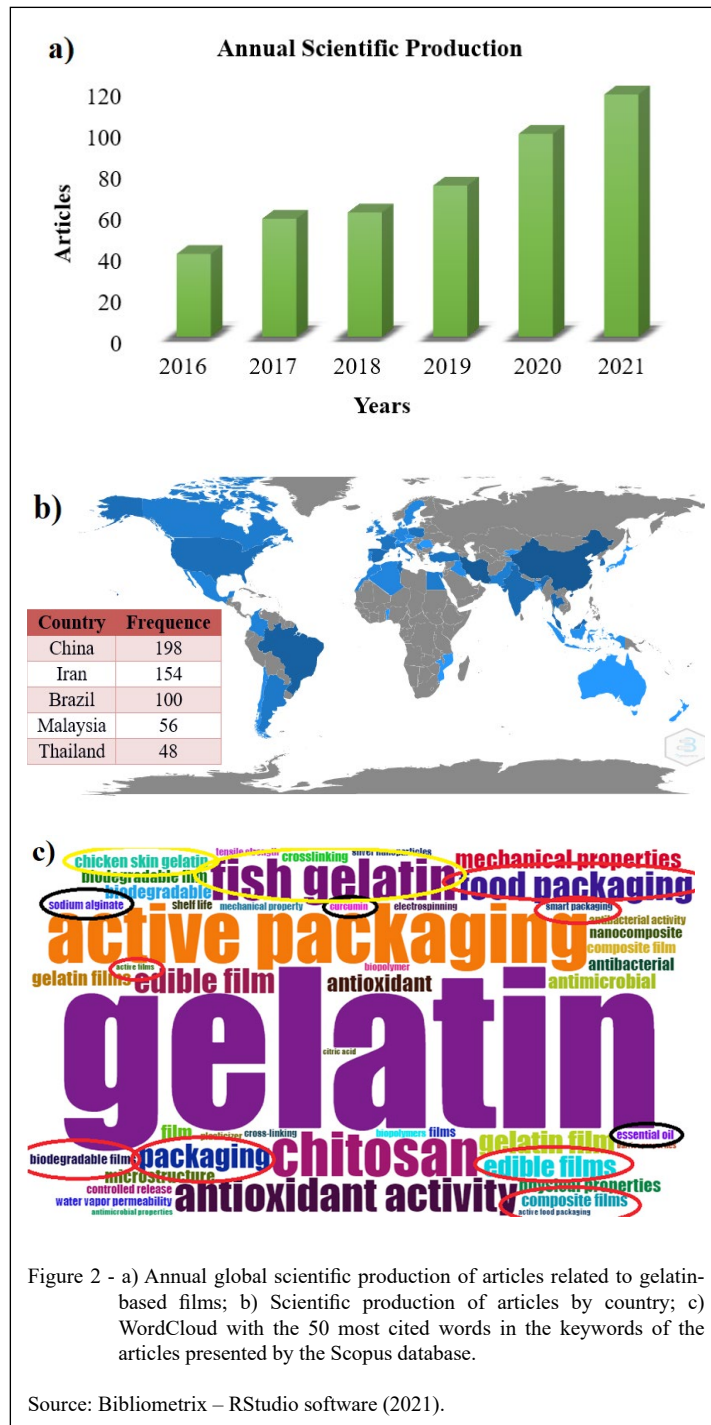 a)
Annual Scientific Production
120
100
80
60
40
20
0
Articles
2016 2017 2018 2019 2020 2021
Years
b)
Country Frequence
China 198
Iran 154
Brazil 100
Malaysia 56
Thailand 48
c)
tensile strength
silver nanoparticles
chicken skin gelatin
crosslinking
mechanical properties
biodegradable film
fish gelatin
food packaging
biodegradable
sodium alginate
shelf life
mechanical property
curcumin
electrospinning
smart packaging
active packaging
antibacterial activity
nanocomposite
composite film
active films
biopolymer
antibacterial
gelatin films
edible film
antioxidant
antimicrobial
gelatin
citric acid
film
plasticizer
cross-linking
biopolymers
films
essential oil
gelatin film
biodegradable films
packaging
chitosan
edible films
microstructure
physical properties
controlled release
antioxidant activity
composite films
water vapor permeability
antimicrobial properties
active food packaging
Figure 2 - a) Annual global scientific production of articles related to gelatin-
based films; b) Scientific production of articles by country; c)
WordCloud with the 50 most cited words in the keywords of the
articles presented by the Scopus database.
Source: Bibliometrix – RStudio software (2021).